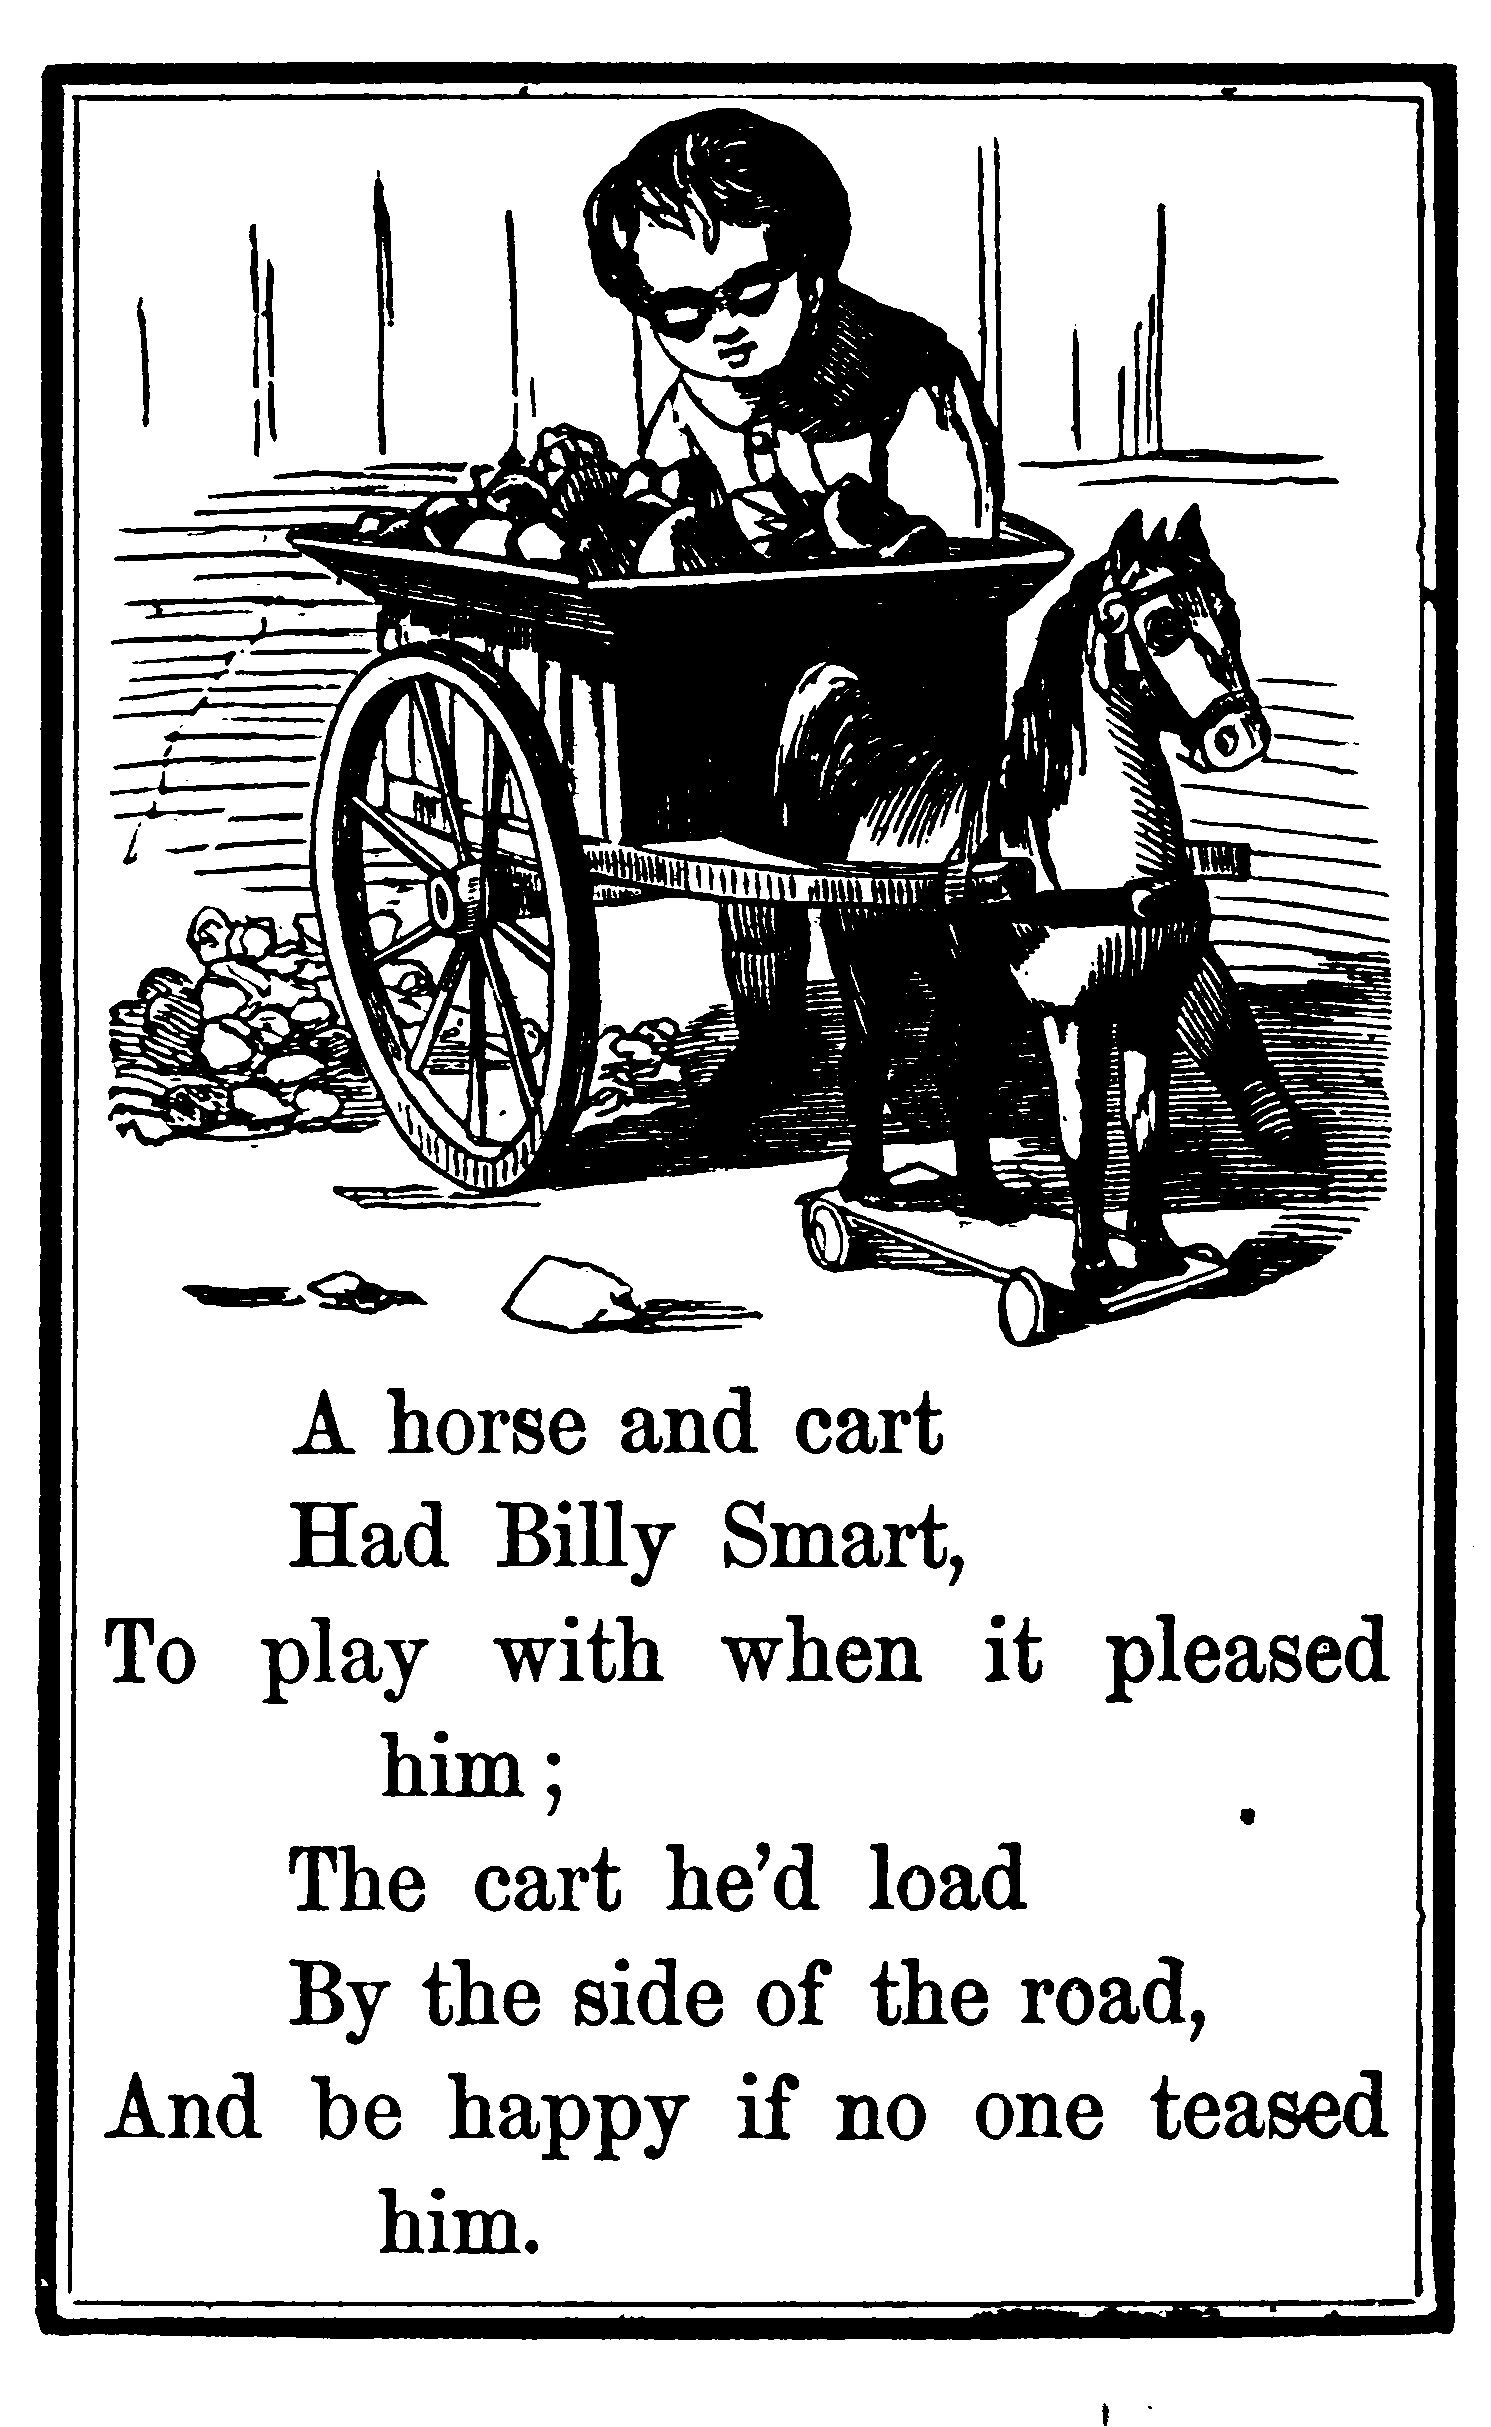 A horse and cart
Had Billy Smart,
To play with when it pleased
him;
The cart he'd load
By the side of the road,
And be happy if no one teased
him.